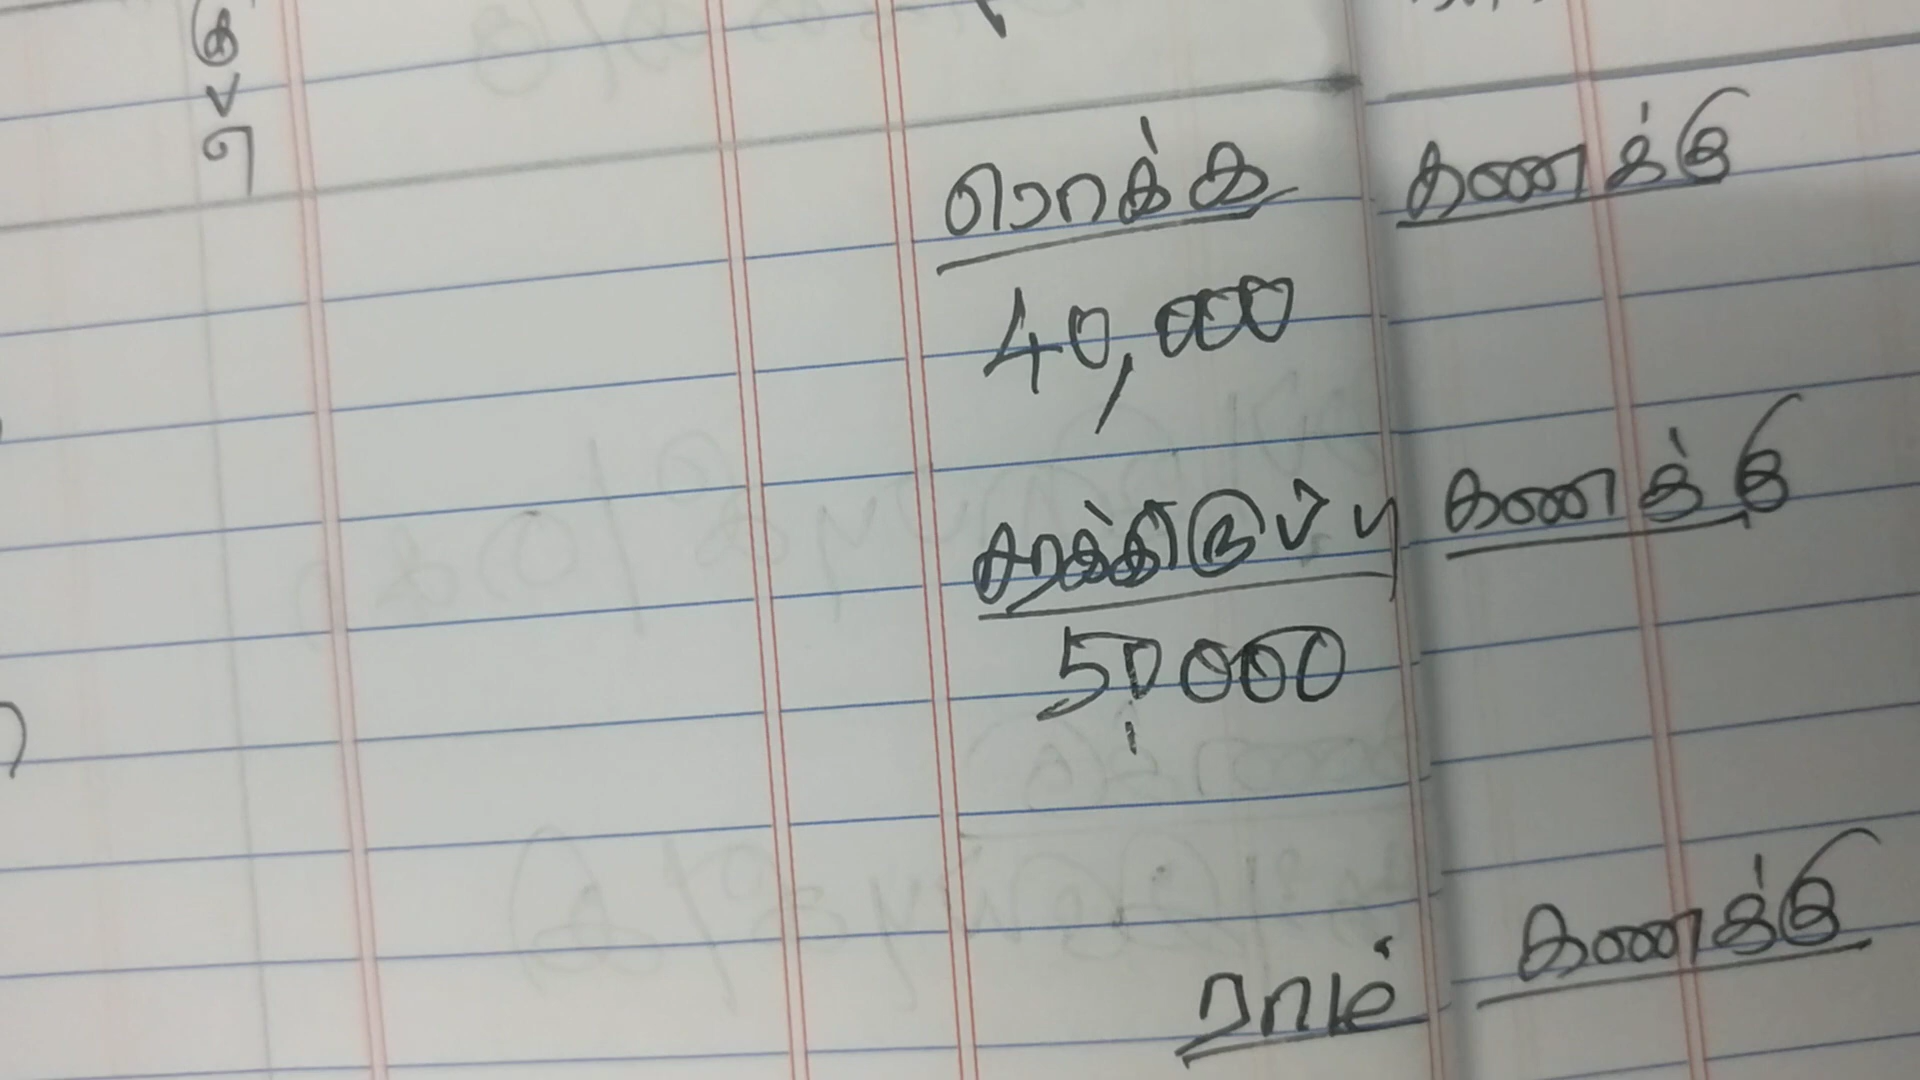 ரொக்க கணக்கு
40,000
சரக்கிருப்பு கணக்கு
50000
ராம் கணக்கு